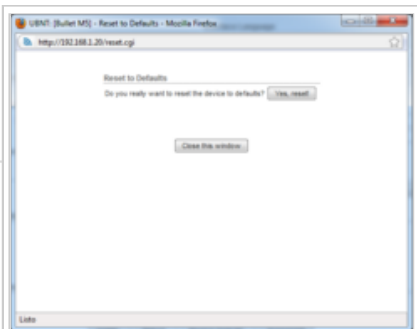 UBNT: [Bullet M5] - Reset to Defaults - Mozilla Firefox
http://192.168.1.20/reset.cgi
Reset to Defaults
Do you really want to reset the device to defaults? Yes, reset!
Close this window
Listo